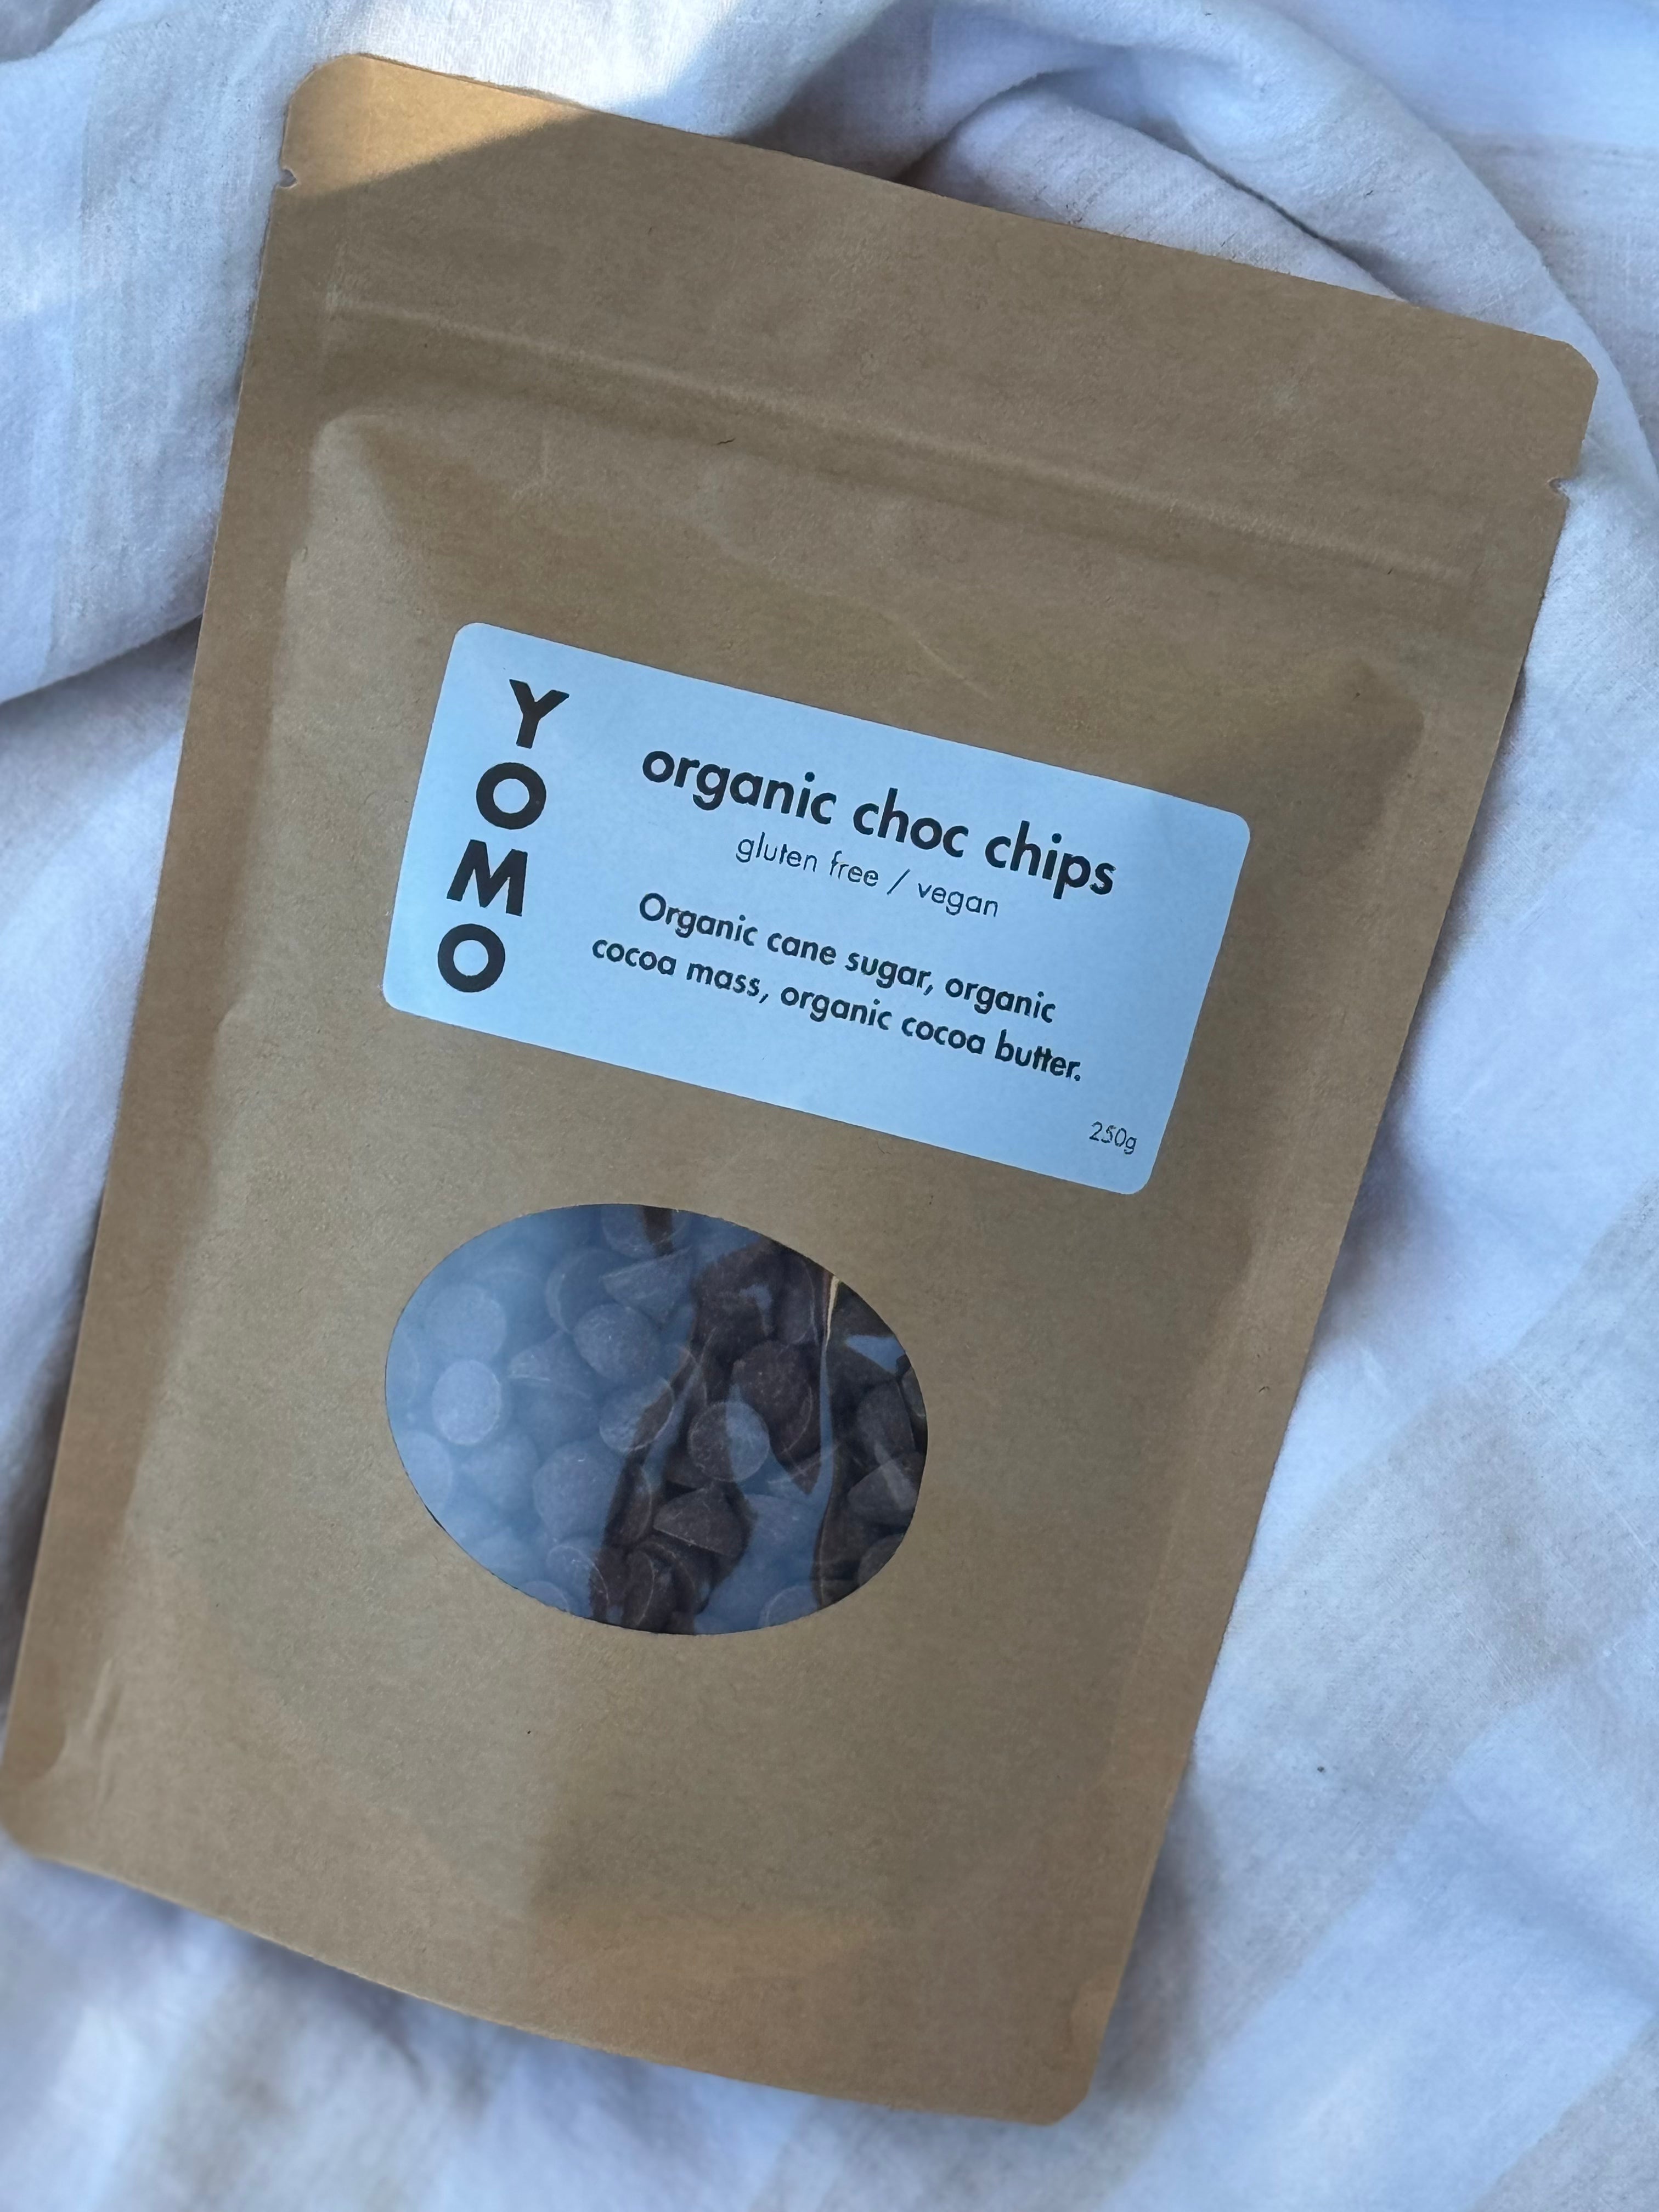 YOMO
organic choc chips
gluten free / vegan
Organic cane sugar, organic
cocoa mass, organic cocoa butter.
250g